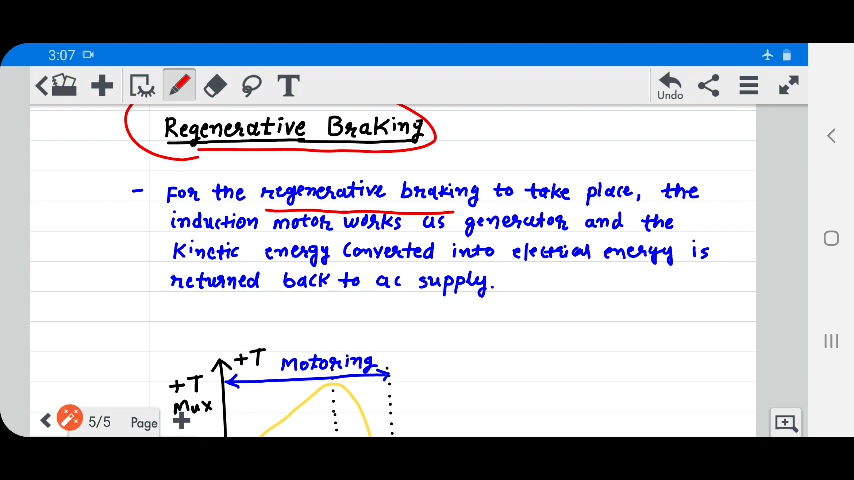 3:07
Undo
Regenerative Braking
- For the regenerative braking to take place, the
induction motor works as generator and the
Kinetic energy converted into electrical energy is
returned back to ac supply.
+T Motoring
+T
Mux
5/5 Page